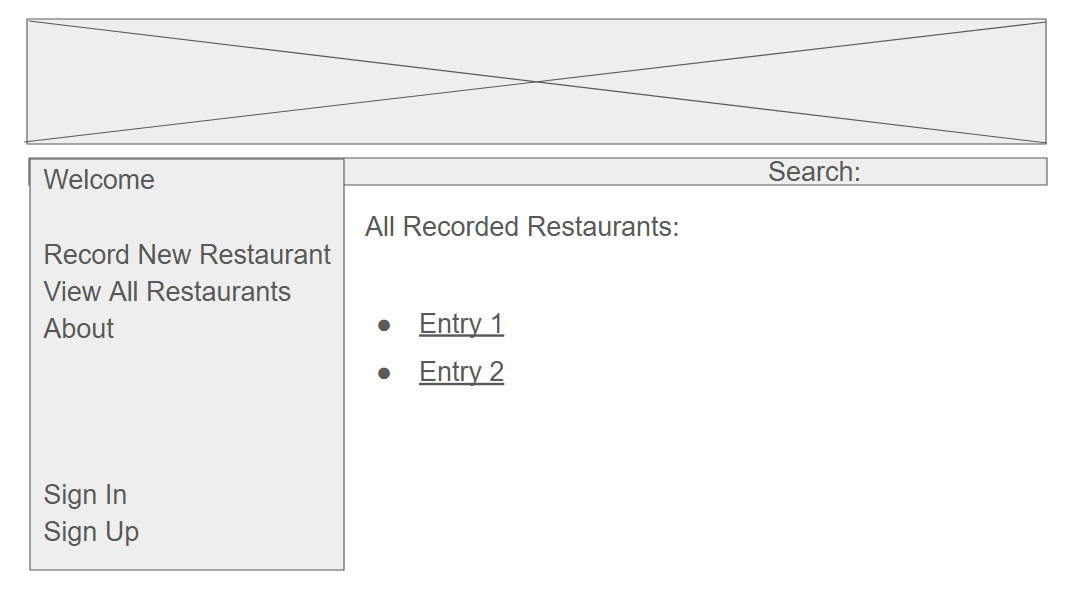 Welcome
Search:
Record New Restaurant
View All Restaurants
About
Sign In
Sign Up
All Recorded Restaurants:
● Entry 1
● Entry 2